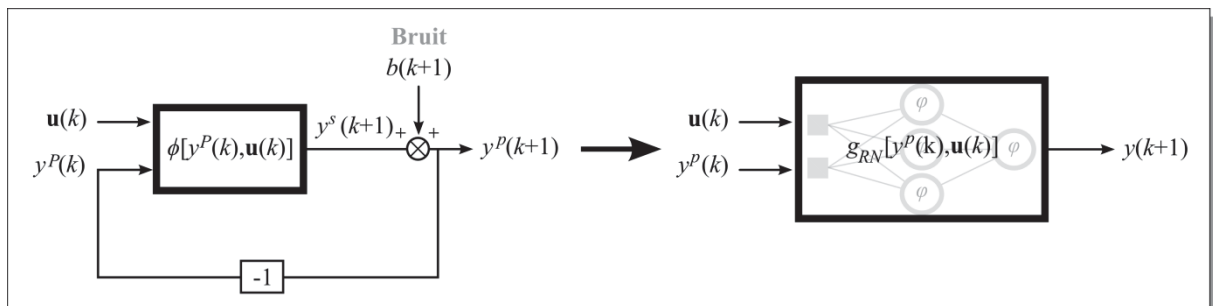 Bruit
b(k+1)
u(k)
y^P(k)
ϕ[y^P(k),u(k)]
y^s(k+1)
+
+
y^p(k+1)
-1
u(k)
y^p(k)
φ
φ
φ
φ
g_RN[y^p(k),u(k)]
y(k+1)